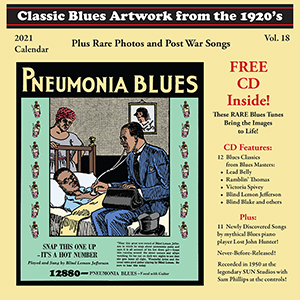 Classic Blues Artwork from the 1920's
2021
Calendar
Plus Rare Photos and Post War Songs
Vol. 18
PNEUMONIA BLUES
SNAP THIS ONE UP
-IT'S A HOT NUMBER
Played and Sung by Blind Lemon Jefferson
12880—PNEUMONIA BLUES—Vocal with Guitar
FREE
CD
Inside!
These RARE Blues Tunes
Bring the Images
to Life!
CD Features:
12 Blues Classics
from Blues Masters:
• Lead Belly
• Ramblin' Thomas
• Victoria Spivey
• Blind Lemon Jefferson
• Blind Blake and others
Plus:
11 Newly Discovered Songs
by mythical Blues piano
player Lost John Hunter!
Never-Before-Released!
Recorded in 1950 at the
legendary SUN Studios with
Sam Phillips at the controls!